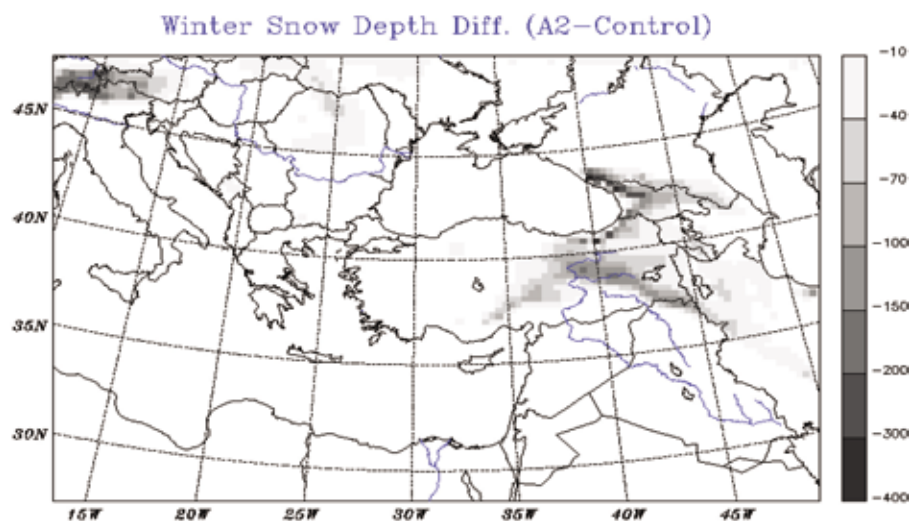 Winter Snow Depth Diff. (A2-Control)
-10
-40
-70
-100
-150
-200
-300
-400
45N
40N
35N
30N
15W 20W 25W 30W 35W 40W 45W